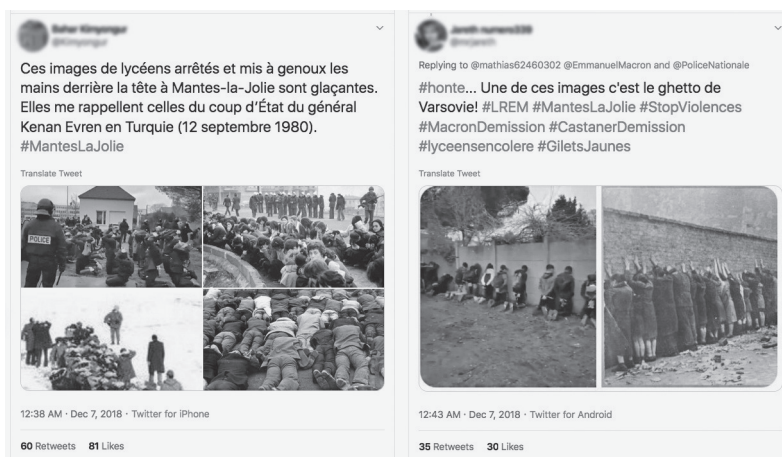 Ces images de lycéens arrêtés et mis à genoux les
mains derrière la tête à Mantes-la-Jolie sont glaçantes.
Elles me rappellent celles du coup d'État du général
Kenan Evren en Turquie (12 septembre 1980).
#MantesLaJolie
Translate Tweet
POLICE
12:38 AM · Dec 7, 2018 · Twitter for iPhone
60 Retweets 81 Likes
Replying to @mathias62460302 @EmmanuelMacron and @PoliceNationale
#honte... Une de ces images c'est le ghetto de
Varsovie! #LREM #MantesLaJolie #StopViolences
#MacronDemission #CastanerDemission
#lyceensencolere #GiletsJaunes
Translate Tweet
12:43 AM · Dec 7, 2018 · Twitter for Android
35 Retweets 30 Likes